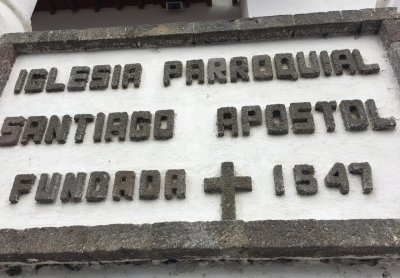 IGLESIA PARROQUIAL
SANTIAGO APOSTOL
FUNDADA ✝ 1547